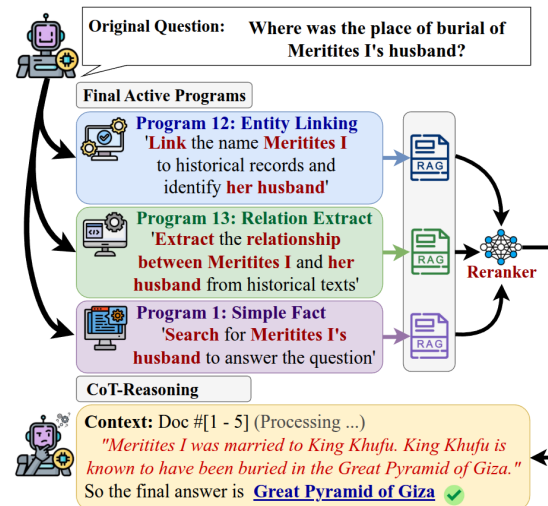 Original Question: Where was the place of burial of
Meritites I's husband?
Final Active Programs
Program 12: Entity Linking
'Link the name Meritites I
to historical records and
identify her husband'
RAG
Program 13: Relation Extract
'Extract the relationship
between Meritites I and her
husband from historical texts'
RAG
Reranker
Program 1: Simple Fact
'Search for Meritites I's
husband to answer the question'
RAG
CoT-Reasoning
Context: Doc #[1 - 5] (Processing ...)
"Meritites I was married to King Khufu. King Khufu is
known to have been buried in the Great Pyramid of Giza."
So the final answer is Great Pyramid of Giza